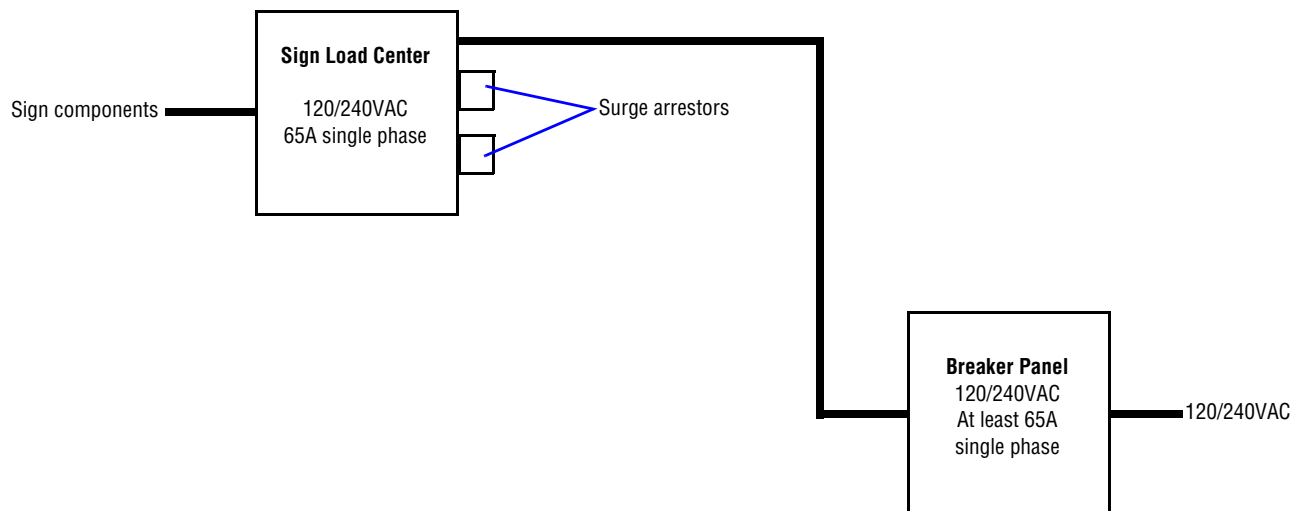 Sign Load Center
120/240VAC
65A single phase
Sign components
Surge arrestors
Breaker Panel
120/240VAC
At least 65A
single phase
120/240VAC